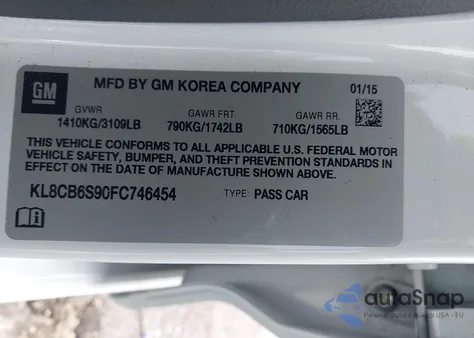 GM
MFD BY GM KOREA COMPANY
01/15
GVWR
GAWR FRT.
GAWR RR.
1410KG/3109LB
790KG/1742LB
710KG/1565LB
THIS VEHICLE CONFORMS TO ALL APPLICABLE U.S. FEDERAL MOTOR
VEHICLE SAFETY, BUMPER, AND THEFT PREVENTION STANDARDS IN
EFFECT ON THE DATE OF MANUFACTURE SHOWN ABOVE.
KL8CB6S90FC746454
TYPE: PASS CAR
autoSnap